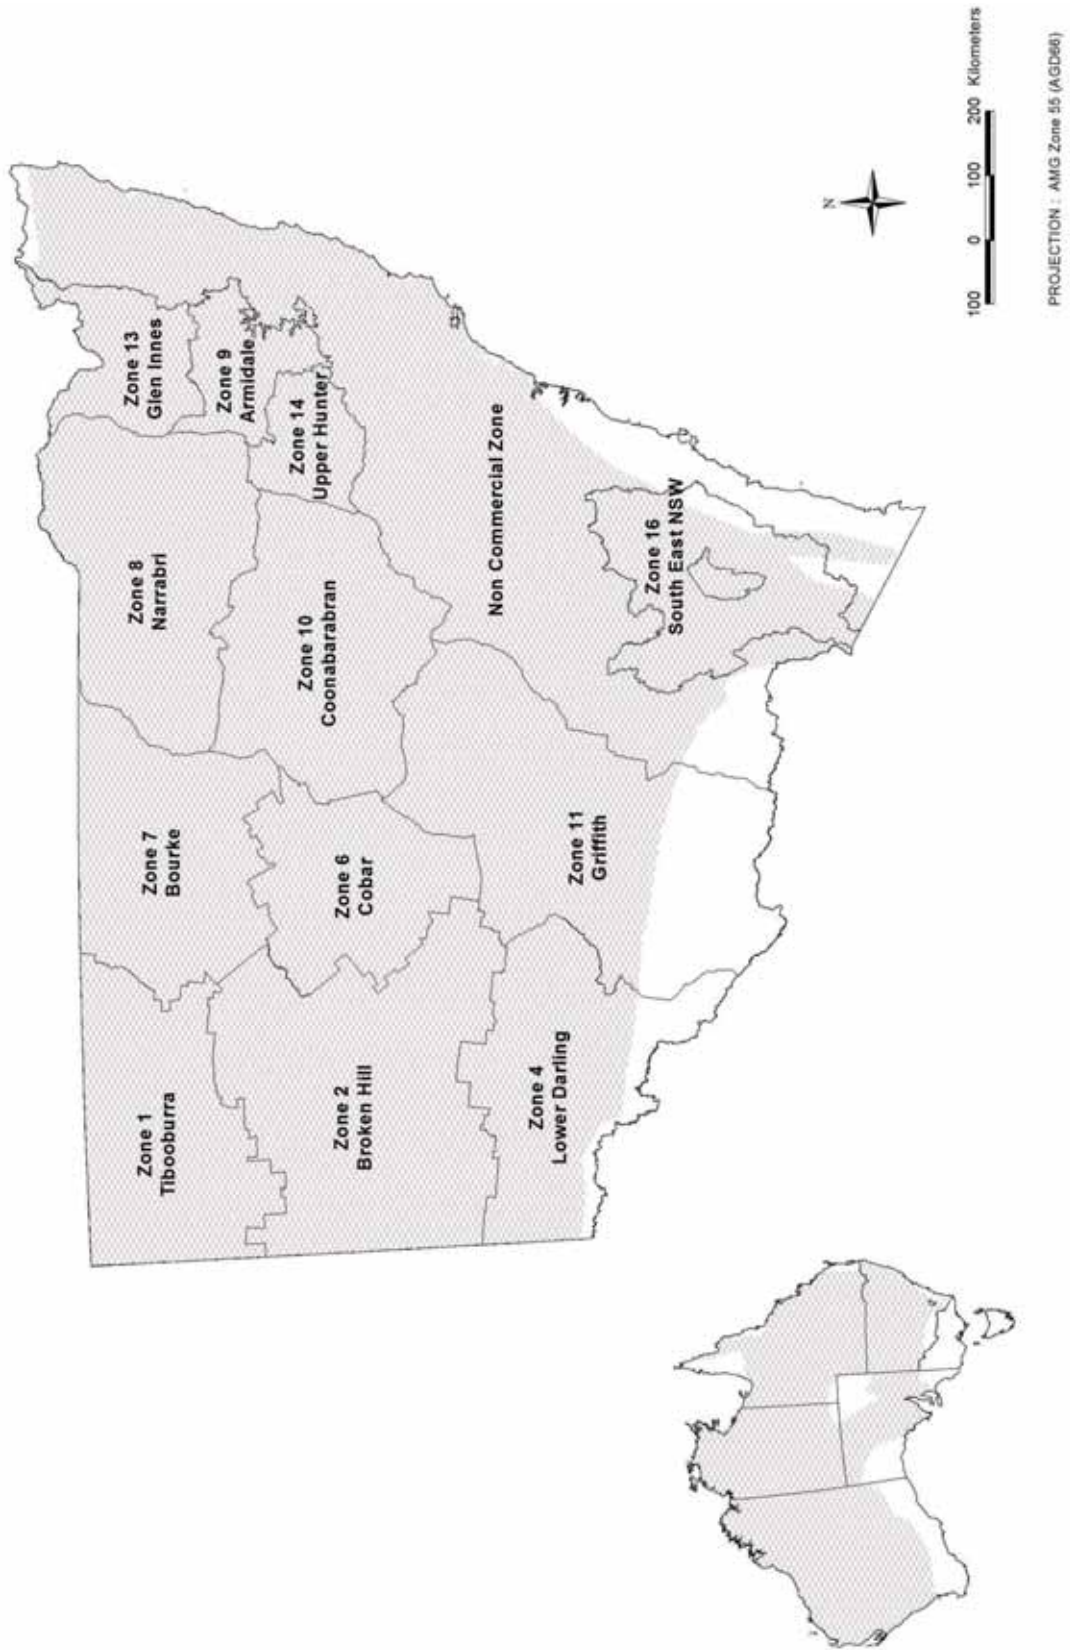 Zone 1
Tibooburra
Zone 7
Bourke
Zone 8
Narrabri
Zone 13
Glen Innes
Zone 9
Armidale
Zone 14
Upper Hunter
Zone 2
Broken Hill
Zone 6
Cobar
Zone 10
Coonabarabran
Zone 4
Lower Darling
Zone 11
Griffith
Non Commercial Zone
Zone 16
South East NSW
N
100 0 100 200 Kilometers
PROJECTION : AMG Zone 55 (AGD66)